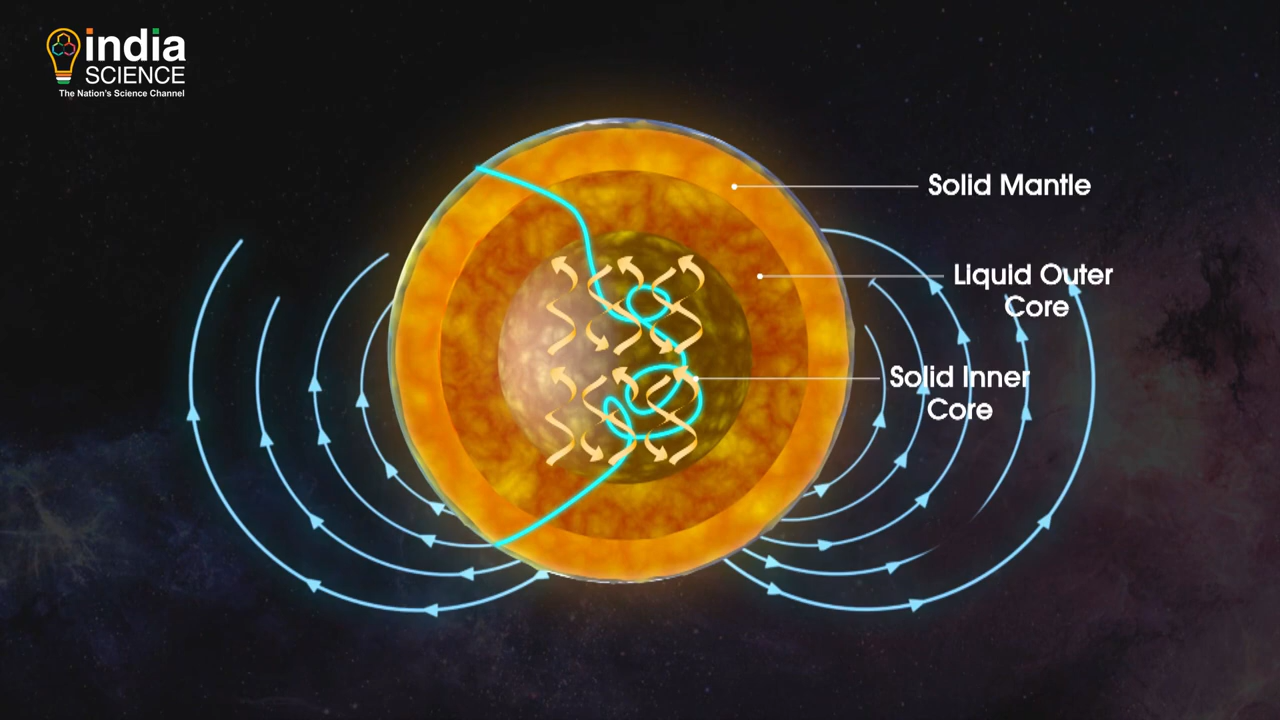 india
SCIENCE
The Nation's Science Channel
Solid Mantle
Liquid Outer
Core
Solid Inner
Core